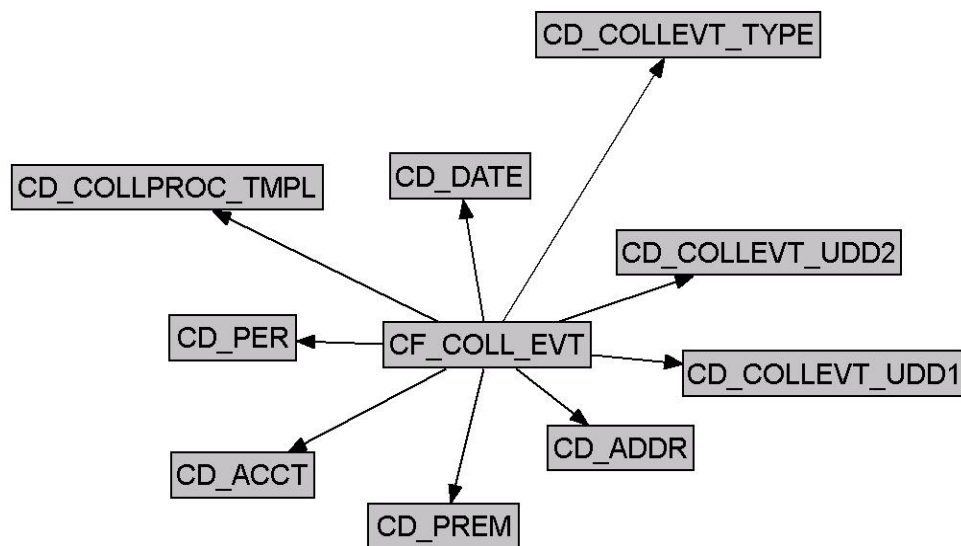 CD_COLLEVT_TYPE
CD_DATE
CD_COLLPROC_TMPL
CD_COLLEVT_UDD2
CD_PER
CF_COLL_EVT
CD_COLLEVT_UDD1
CD_ADDR
CD_ACCT
CD_PREM